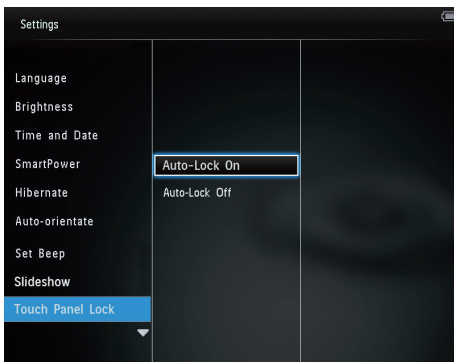 Settings
Language
Brightness
Time and Date
SmartPower
Auto-Lock On
Hibernate
Auto-Lock Off
Auto-orientate
Set Beep
Slideshow
Touch Panel Lock